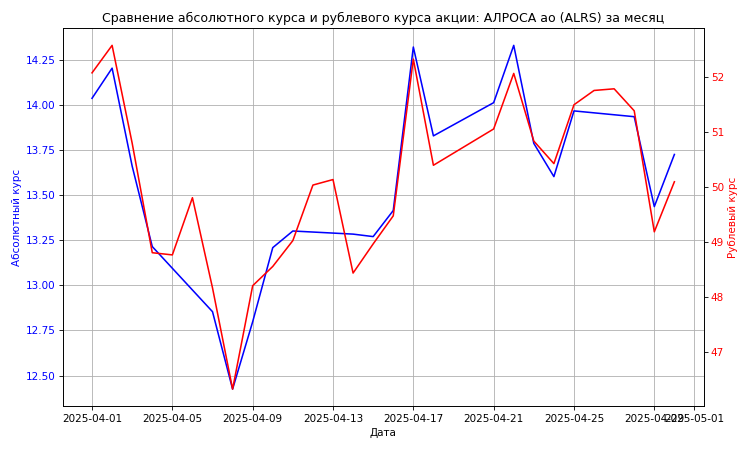 Сравнение абсолютного курса и рублевого курса акции: АЛРОСА ао (ALRS) за месяц
Абсолютный курс
14.25
14.00
13.75
13.50
13.25
13.00
12.75
12.50
52
51
50
49
48
47
Рублевый курс
2025-04-01 2025-04-05 2025-04-09 2025-04-13 2025-04-17 2025-04-21 2025-04-25 2025-04-29 2025-05-01
Дата